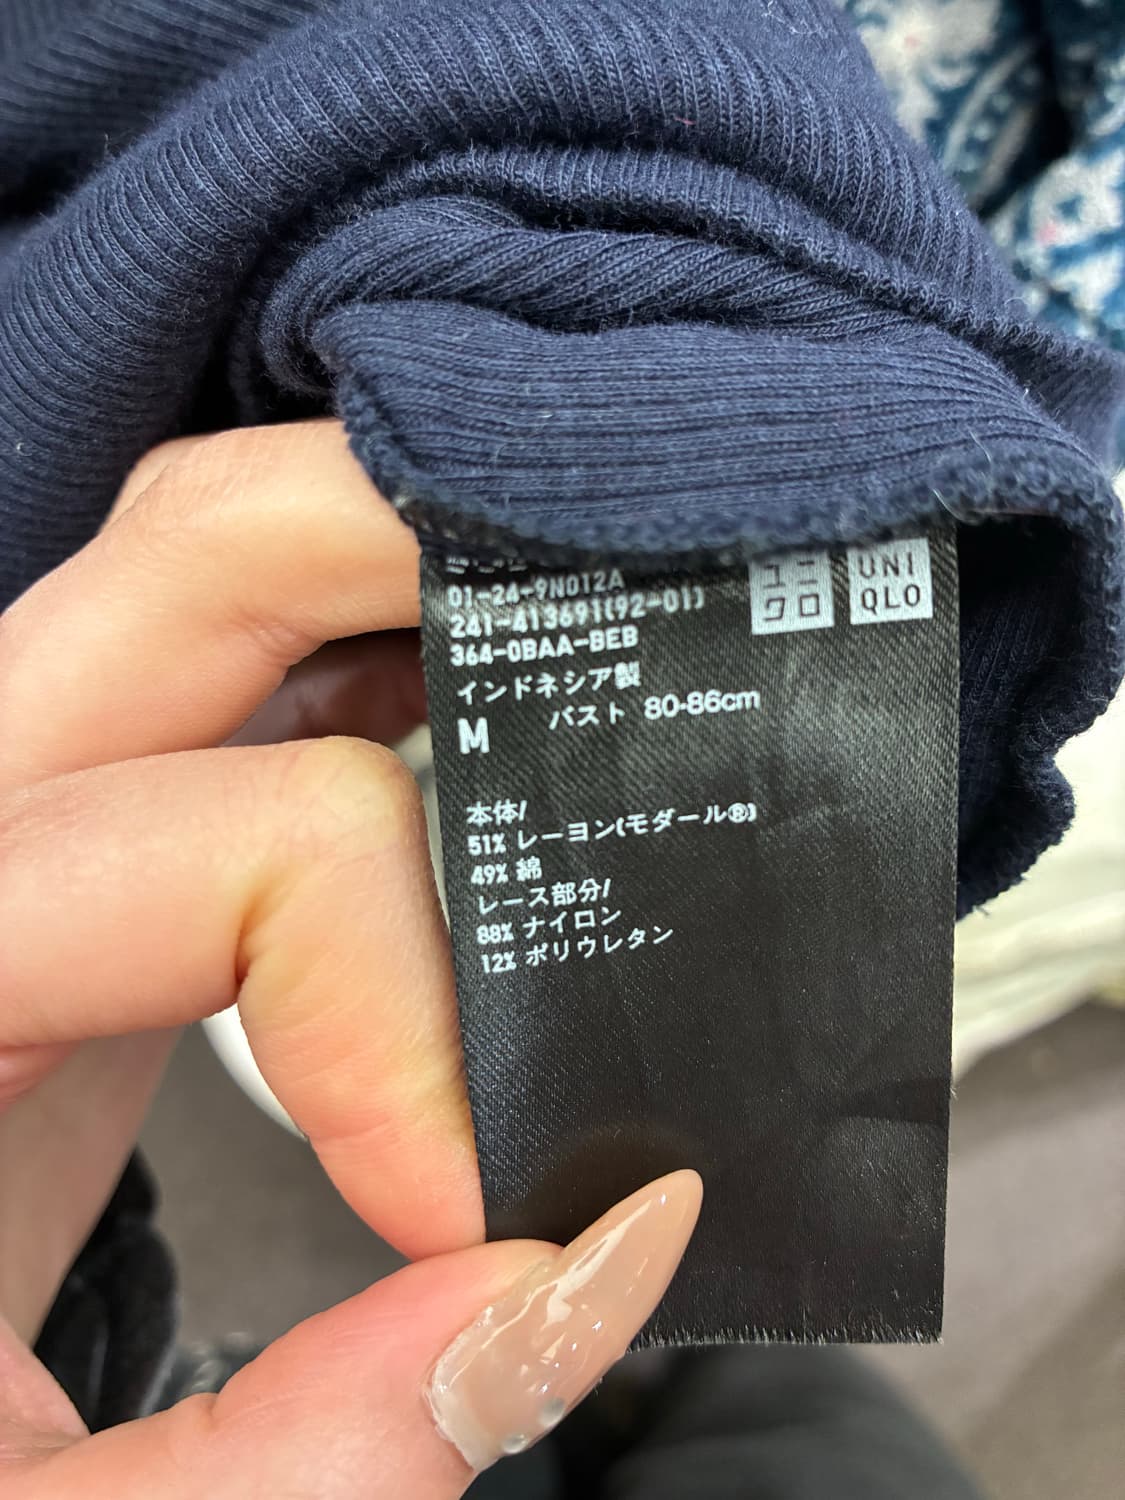 01-24-9N012A
241-413691(92-01)
364-0BAA-BEB
ユニ
クロ
UNI
QLO
インドネシア製
M バスト 80-86cm
本体/
51% レーヨン(モダール®)
49% 綿
レース部分/
88% ナイロン
12% ポリウレタン